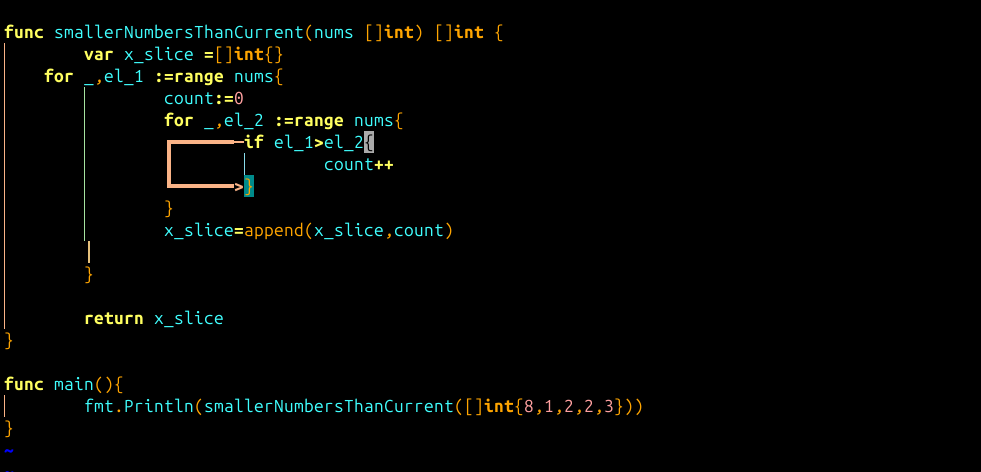 func smallerNumbersThanCurrent(nums []int) []int {
        var x_slice =[]int{}
    for _,el_1 :=range nums{
                count:=0
                for _,el_2 :=range nums{
                        if el_1>el_2{
                                count++
                       >}
                }
                x_slice=append(x_slice,count)
        }
        return x_slice
}
func main(){
        fmt.Println(smallerNumbersThanCurrent([]int{8,1,2,2,3}))
}
~